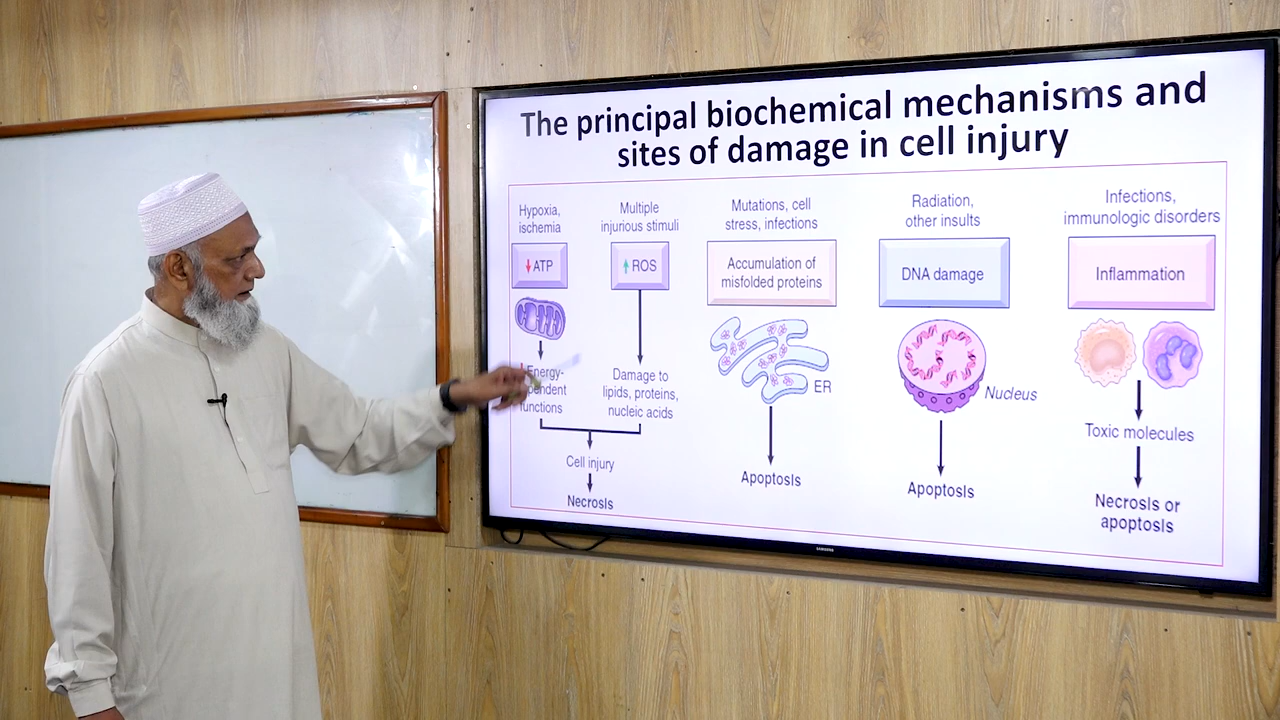 The principal biochemical mechanisms and
sites of damage in cell injury
Hypoxia,
ischemia
ATP
Energy-
functions
Multiple
injurious stimuli
ROS
Damage to
lipids, proteins,
nucleic acids
Cell injury
Necrosis
Mutations, cell
stress, infections
Accumulation of
misfolded proteins
ER
Apoptosis
Radiation,
other insults
DNA damage
Nucleus
Apoptosis
Infections,
immunologic disorders
Inflammation
Toxic molecules
Necrosis or
apoptosis
SAMSUNG